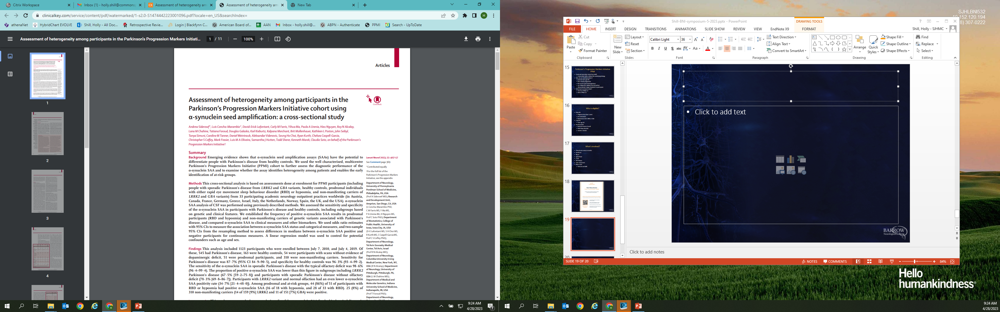 Citrix Workspace
Inbox (1) - holly.shill@commons
Assessment of heterogeneity am
Assessment of heterogeneity am
New Tab
clinicalkey.com/service/content/pdf/watermarked/1-s2.0-S1474442223001096.pdf?locale=en_US&searchIndex=
athenaNet
HybridChart EVOLVE
Shill, Holly - All Doc...
Retrospective Revie...
Login | Blackfynn C...
American Board of...
AAN
Inbox - holly.shill@...
ABPN - Authenticate
PPMI
Search - UpToDate
Assessment of heterogeneity among participants in the Parkinson's Progression Markers Initiati...
1 / 11
100%
1
2
3
4
Articles
Assessment of heterogeneity among participants in the
Parkinson's Progression Markers Initiative cohort using
α-synuclein seed amplification: a cross-sectional study
CrossMark
Andrew Siderowf*, Luis Concha-Marambio*, David-Erick Lafontant, Carly M Farris, Yihua Ma, Paula A Urenia, Hieu Nguyen, Roy N Alcalay,
Lana M Chahine, Tatiana Foroud, Douglas Galasko, Karl Kieburtz, Kalpana Merchant, Brit Mollenhauer, Kathleen L Poston, John Seibyl,
Tanya Simuni, Caroline M Tanner, Daniel Weintraub, Aleksandar Videnovic, Seung Ho Choi, Ryan Kurth, Chelsea Caspell-Garcia,
Christopher S Coffey, Mark Frasier, Luis M A Oliveira, Samantha J Hutten, Todd Sherer, Kenneth Marek, Claudio Soto, on behalf of the Parkinson's
Progression Markers Initiative†
Summary
Background Emerging evidence shows that α-synuclein seed amplification assays (SAAs) have the potential to
differentiate people with Parkinson's disease from healthy controls. We used the well characterised, multicentre
Parkinson's Progression Markers Initiative (PPMI) cohort to further assess the diagnostic performance of the
α-synuclein SAA and to examine whether the assay identifies heterogeneity among patients and enables the early
identification of at-risk groups.
Methods This cross-sectional analysis is based on assessments done at enrolment for PPMI participants (including
people with sporadic Parkinson's disease from LRRK2 and GBA variants, healthy controls, prodromal individuals
with either rapid eye movement sleep behaviour disorder (RBD) or hyposmia, and non-manifesting carriers of
LRRK2 and GBA variants) from 33 participating academic neurology outpatient practices worldwide (in Austria,
Canada, France, Germany, Greece, Israel, Italy, the Netherlands, Norway, Spain, the UK, and the USA). α-synuclein
SAA analysis of CSF was performed using previously described methods. We assessed the sensitivity and specificity
of the α-synuclein SAA in participants with Parkinson's disease and healthy controls, including subgroups based
on genetic and clinical features. We established the frequency of positive α-synuclein SAA results in prodromal
participants (RBD and hyposmia) and non-manifesting carriers of genetic variants associated with Parkinson's
disease, and compared α-synuclein SAA to clinical measures and other biomarkers. We used odds ratio estimates
with 95% CIs to measure the association between α-synuclein SAA status and categorical measures, and two-sample
95% CIs from the resampling method to assess differences in medians between α-synuclein SAA positive and
negative participants for continuous measures. A linear regression model was used to control for potential
confounders such as age and sex.
Findings This analysis included 1123 participants who were enrolled between July 7, 2010, and July 4, 2019. Of
these, 545 had Parkinson's disease, 163 were healthy controls, 54 were participants with scans without evidence of
dopaminergic deficit, 51 were prodromal participants, and 310 were non-manifesting carriers. Sensitivity for
Parkinson's disease was 87·7% (95% CI 84·9–90·5), and specificity for healthy controls was 96·3% (93·4–99·2).
The sensitivity of the α-synuclein SAA in sporadic Parkinson's disease with the typical olfactory deficit was 98·6%
(96·4–99·4). The proportion of positive α-synuclein SAA was lower than this figure in subgroups including LRRK2
Parkinson's disease (67·5% [59·2–75·8]) and participants with sporadic Parkinson's disease without olfactory
deficit (78·3% [69·8–86·7]). Participants with LRRK2 variant and normal olfaction had an even lower α-synuclein
SAA positivity rate (34·7% [21·4–48·0]). Among prodromal and at-risk groups, 44 (86%) of 51 of participants with
RBD or hyposmia had positive α-synuclein SAA (16 of 18 with hyposmia, and 28 of 33 with RBD). 25 (8%) of
310 non-manifesting carriers (14 of 159 [9%] LRRK2 and 11 of 151 [7%] GBA) were positive.
Lancet Neurol 2023; 22: 407–17
See Comment page 369
*Contributed equally
†For the full list of the
Parkinson's Progression Markers
Initiative, see the appendix
Department of Neurology,
University of Pennsylvania
Perelman School of Medicine,
Philadelphia, PA, USA
(Prof A Siderowf MD); Research
and Development Unit,
Amprion, San Diego, CA, USA
(L Concha-Marambio PhD,
C M Farris MS, Y Ma MS,
P A Urenia BA, H Nguyen MS,
Prof C Soto PhD); Department
of Biostatistics, College of
Public Health, University of
Iowa, Iowa City, IA, USA
(D-E Lafontant MS, S H Choi MS,
R Kurth MS, C Caspell-Garcia MS,
Prof C S Coffey PhD);
Department of Neurology,
Tel Aviv Sourasky Medical
Center, Tel Aviv, Israel
(Prof R N Alcalay MD);
Department of Neurology,
Columbia University Irving
Medical Center, New York, NY,
USA (R N Alcalay); Department
of Neurology, University of
Pittsburgh, Pittsburgh, PA,
USA (L M Chahine MD);
Department of Medical and
Molecular Genetics, Indiana
University School of Medicine,
Indianapolis, IN, USA
(Prof T Foroud PhD);
Department of Neurology,
9:24 AM
4/28/2023
SJHLBNI532
152.120.194
307-0222
Shill-BNI-symposium-5-2023.pptx - PowerPoint
DRAWING TOOLS
FILE HOME INSERT DESIGN TRANSITIONS ANIMATIONS SLIDE SHOW REVIEW VIEW EndNote X9 FORMAT
Shill, Holly - SJHMC
Paste
Cut
Copy
Format Painter
Clipboard
New
Slide
Layout
Reset
Section
Slides
Calibri Light 36
B I U S abc AV Aa A
Font
Text Direction
Align Text
Convert to SmartArt
Paragraph
Arrange
Quick
Styles
Shape Fill
Shape Outline
Shape Effects
Drawing
Find
Replace
Select
Editing
15
Parkinson's Progression Markers Initiative
PPMI
16
Who is eligible?
17
What's involved?
18
19
20
• Click to add text
BARROW
Neurological Institute
Click to add notes
SLIDE 19 OF 20
NOTES
COMMENTS
84%
Hello
humankindness®
9:24 AM
4/28/2023